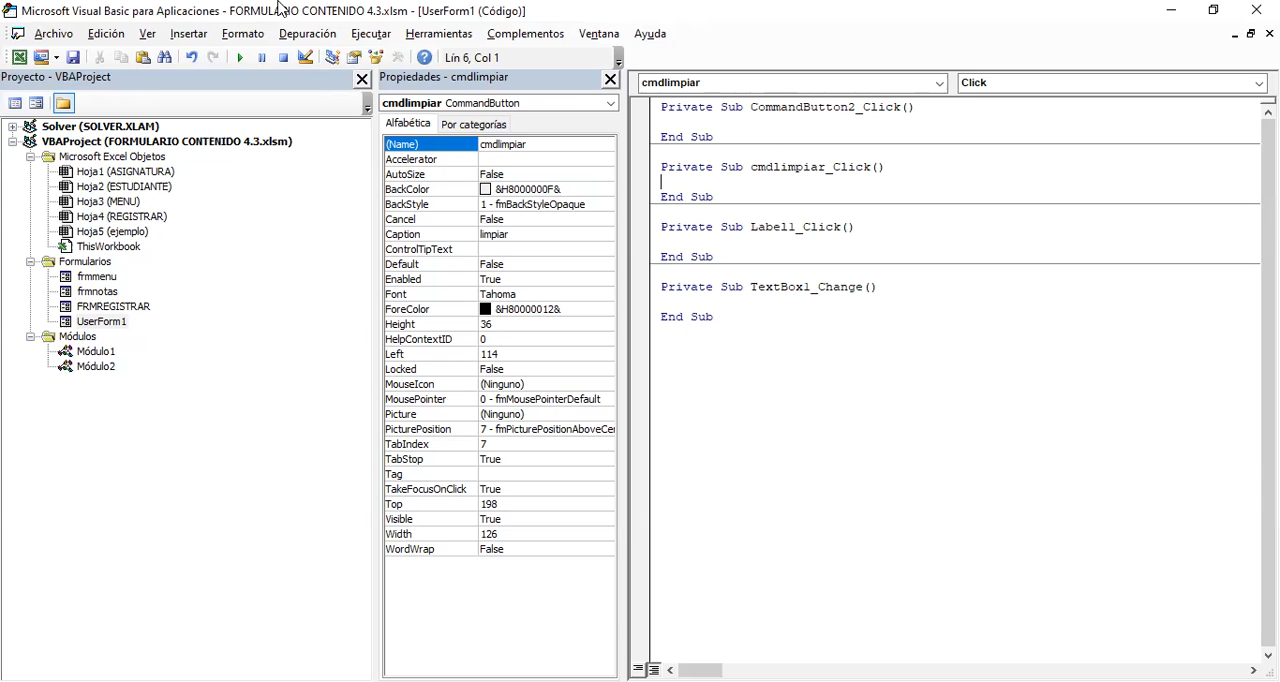 Microsoft Visual Basic para Aplicaciones - FORMULARIO CONTENIDO 4.3.xlsm - [UserForm1 (Código)]
Archivo Edición Ver Insertar Formato Depuración Ejecutar Herramientas Complementos Ventana Ayuda
Lín 6, Col 1
Proyecto - VBAProject
Solver (SOLVER.XLAM)
VBAProject (FORMULARIO CONTENIDO 4.3.xlsm)
Microsoft Excel Objetos
Hoja1 (ASIGNATURA)
Hoja2 (ESTUDIANTE)
Hoja3 (MENU)
Hoja4 (REGISTRAR)
Hoja5 (ejemplo)
ThisWorkbook
Formularios
frmmenu
frmnotas
FRMREGISTRAR
UserForm1
Módulos
Módulo1
Módulo2
Propiedades - cmdlimpiar
cmdlimpiar CommandButton
Alfabética Por categorías
(Name) cmdlimpiar
Accelerator
AutoSize False
BackColor &H8000000F&
BackStyle 1 - fmBackStyleOpaque
Cancel False
Caption limpiar
ControlTipText
Default False
Enabled True
Font Tahoma
ForeColor &H80000012&
Height 36
HelpContextID 0
Left 114
Locked False
MouseIcon (Ninguno)
MousePointer 0 - fmMousePointerDefault
Picture (Ninguno)
PicturePosition 7 - fmPicturePositionAboveCe
TabIndex 7
TabStop True
Tag
TakeFocusOnClick True
Top 198
Visible True
Width 126
WordWrap False
cmdlimpiar Click
Private Sub CommandButton2_Click()
End Sub
Private Sub cmdlimpiar_Click()
End Sub
Private Sub Label1_Click()
End Sub
Private Sub TextBox1_Change()
End Sub